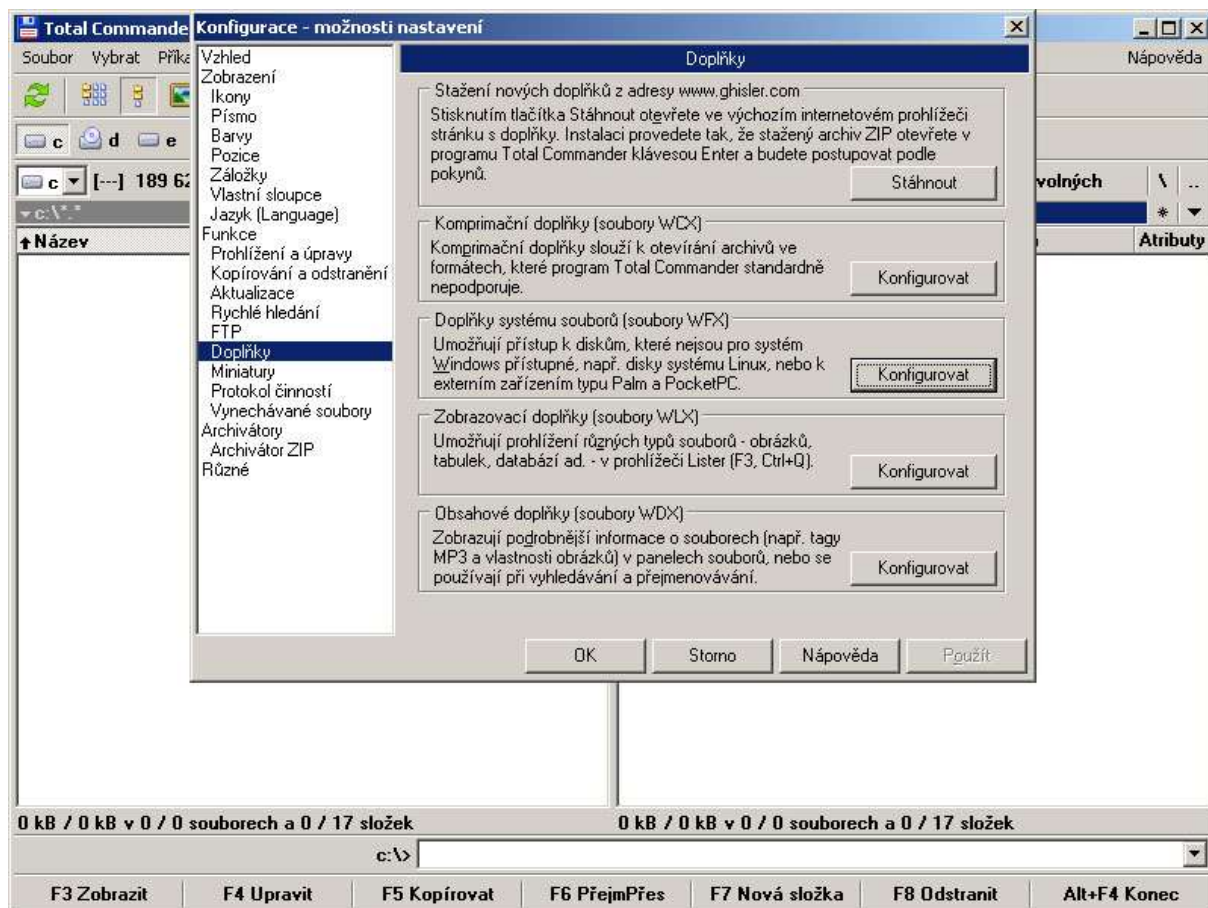 Total Commande
Konfigurace - možnosti nastavení
Soubor Vybrat Příka
Nápověda
c d e
c [---] 189 62
volných \ ..
c:\*.*
* 
Název
Atributy
Vzhled
Zobrazení
Ikony
Písmo
Barvy
Pozice
Záložky
Vlastní sloupce
Jazyk (Language)
Funkce
Prohlížení a úpravy
Kopírování a odstranění
Aktualizace
Rychlé hledání
FTP
Doplňky
Miniatury
Protokol činností
Vynechávané soubory
Archivátory
Archivátor ZIP
Různé
Doplňky
Stažení nových doplňků z adresy www.ghisler.com
Stisknutím tlačítka Stáhnout otevřete ve výchozím internetovém prohlížeči
stránku s doplňky. Instalaci provedete tak, že stažený archiv ZIP otevřete v
programu Total Commander klávesou Enter a budete postupovat podle
pokynů.
Stáhnout
Komprimační doplňky (soubory WCX)
Komprimační doplňky slouží k otevírání archivů ve
formátech, které program Total Commander standardně
nepodporuje.
Konfigurovat
Doplňky systému souborů (soubory WFX)
Umožňují přístup k diskům, které nejsou pro systém
Windows přístupné, např. disky systému Linux, nebo k
externím zařízením typu Palm a PocketPC.
Konfigurovat
Zobrazovací doplňky (soubory WLX)
Umožňují prohlížení různých typů souborů - obrázků,
tabulek, databází ad. - v prohlížeči Lister (F3, Ctrl+Q).
Konfigurovat
Obsahové doplňky (soubory WDX)
Zobrazují podrobnější informace o souborech (např. tagy
MP3 a vlastnosti obrázků) v panelech souborů, nebo se
používají při vyhledávání a přejmenovávání.
Konfigurovat
OK Storno Nápověda Použít
0 kB / 0 kB v 0 / 0 souborech a 0 / 17 složek
0 kB / 0 kB v 0 / 0 souborech a 0 / 17 složek
c:\>
F3 Zobrazit F4 Upravit F5 Kopírovat F6 PřejmPřes F7 Nová složka F8 Odstranit Alt+F4 Konec